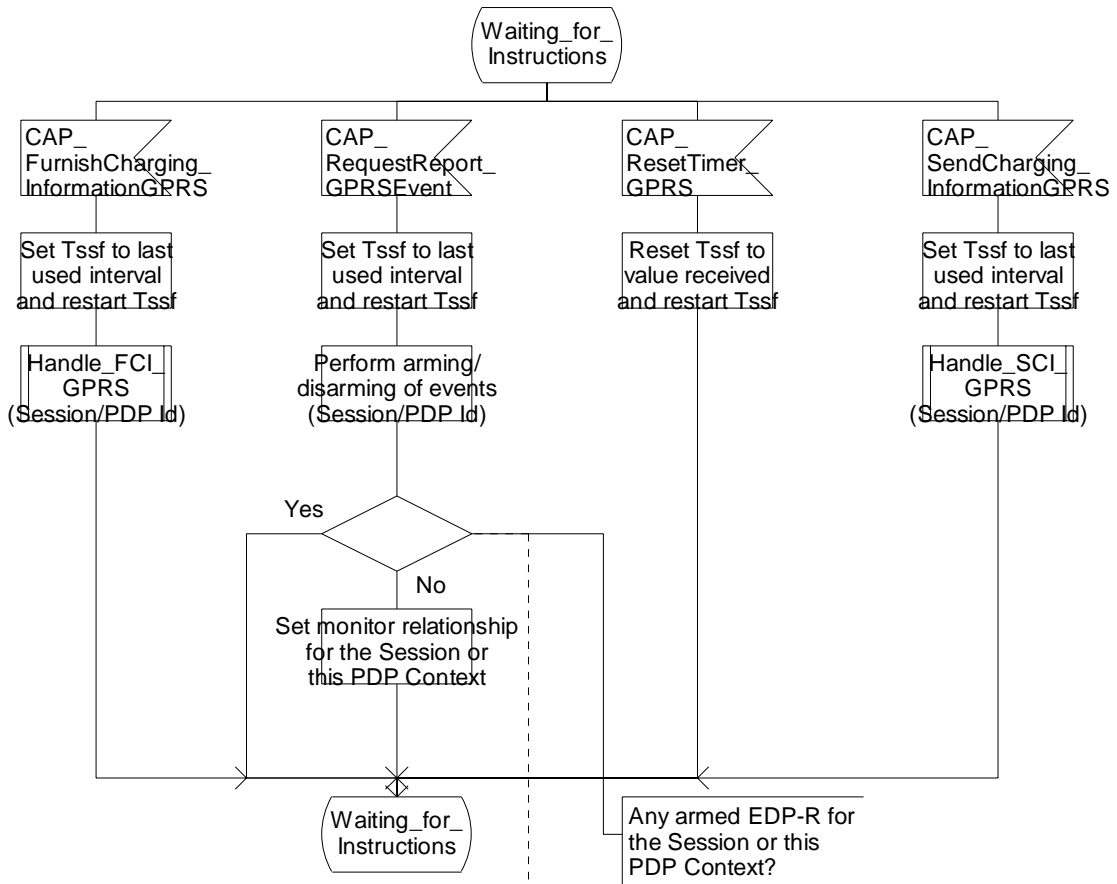 Waiting_for_
Instructions
CAP_
FurnishCharging_
InformationGPRS
CAP_
RequestReport_
GPRSEvent
CAP_
ResetTimer_
GPRS
CAP_
SendCharging_
InformationGPRS
Set Tssf to last
used interval
and restart Tssf
Set Tssf to last
used interval
and restart Tssf
Reset Tssf to
value received
and restart Tssf
Set Tssf to last
used interval
and restart Tssf
Handle_FCI_
GPRS
(Session/PDP Id)
Perform arming/
disarming of events
(Session/PDP Id)
Handle_SCI_
GPRS
(Session/PDP Id)
Yes
No
Set monitor relationship
for the Session or
this PDP Context
Waiting_for_
Instructions
Any armed EDP-R for
the Session or this
PDP Context?